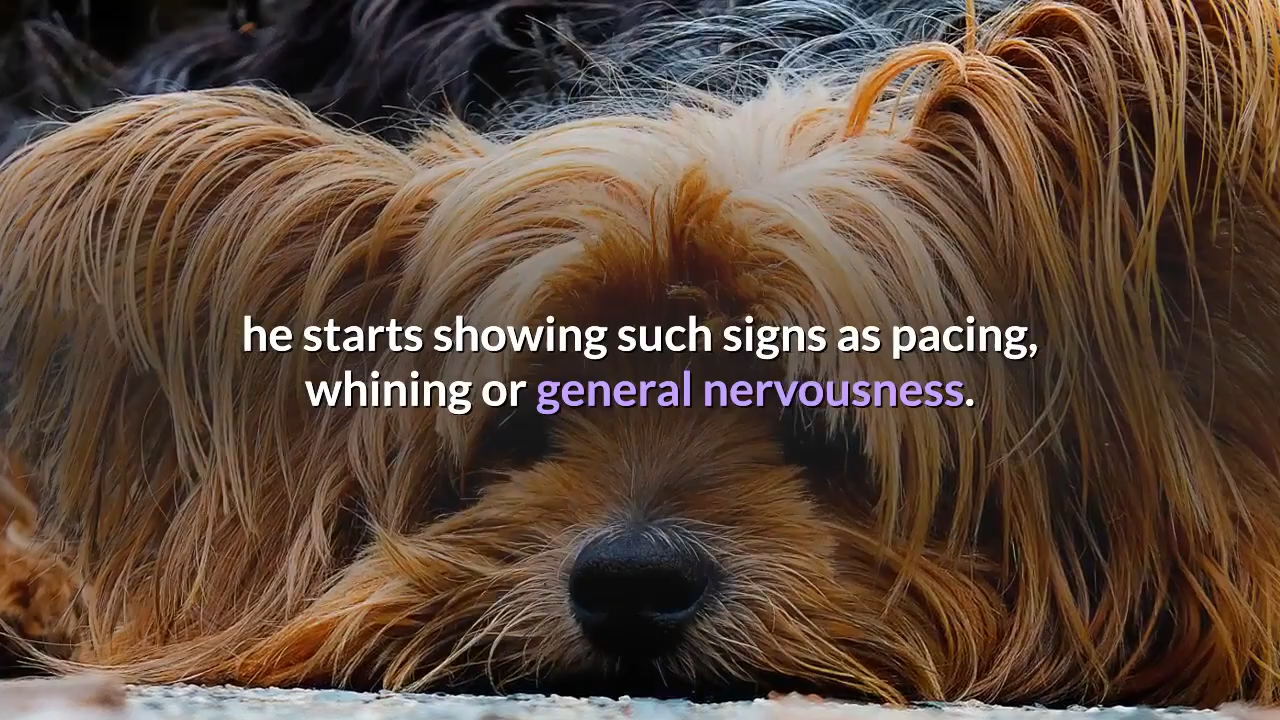 he starts showing such signs as pacing,
whining or general nervousness.